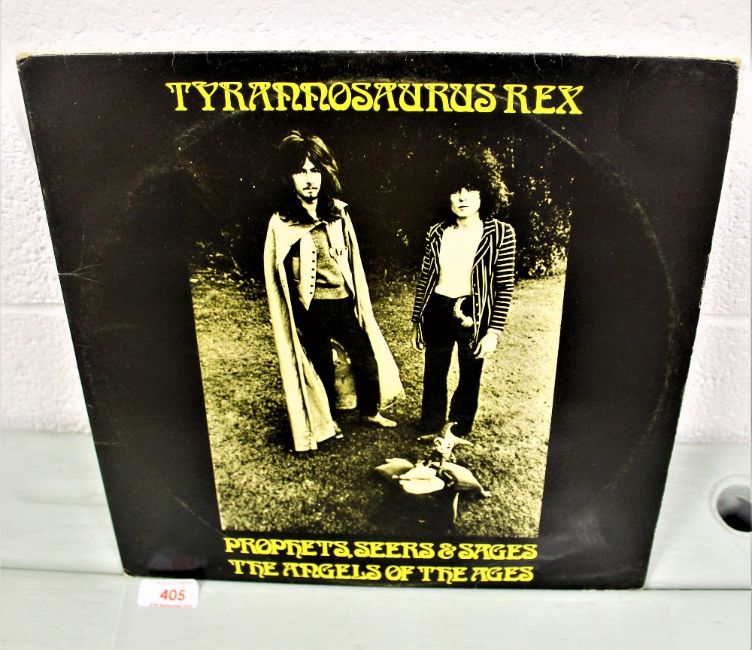 TYRANNOSAURUS REX
PROPHETS, SEERS & SAGES
THE ANGELS OF THE AGES
405